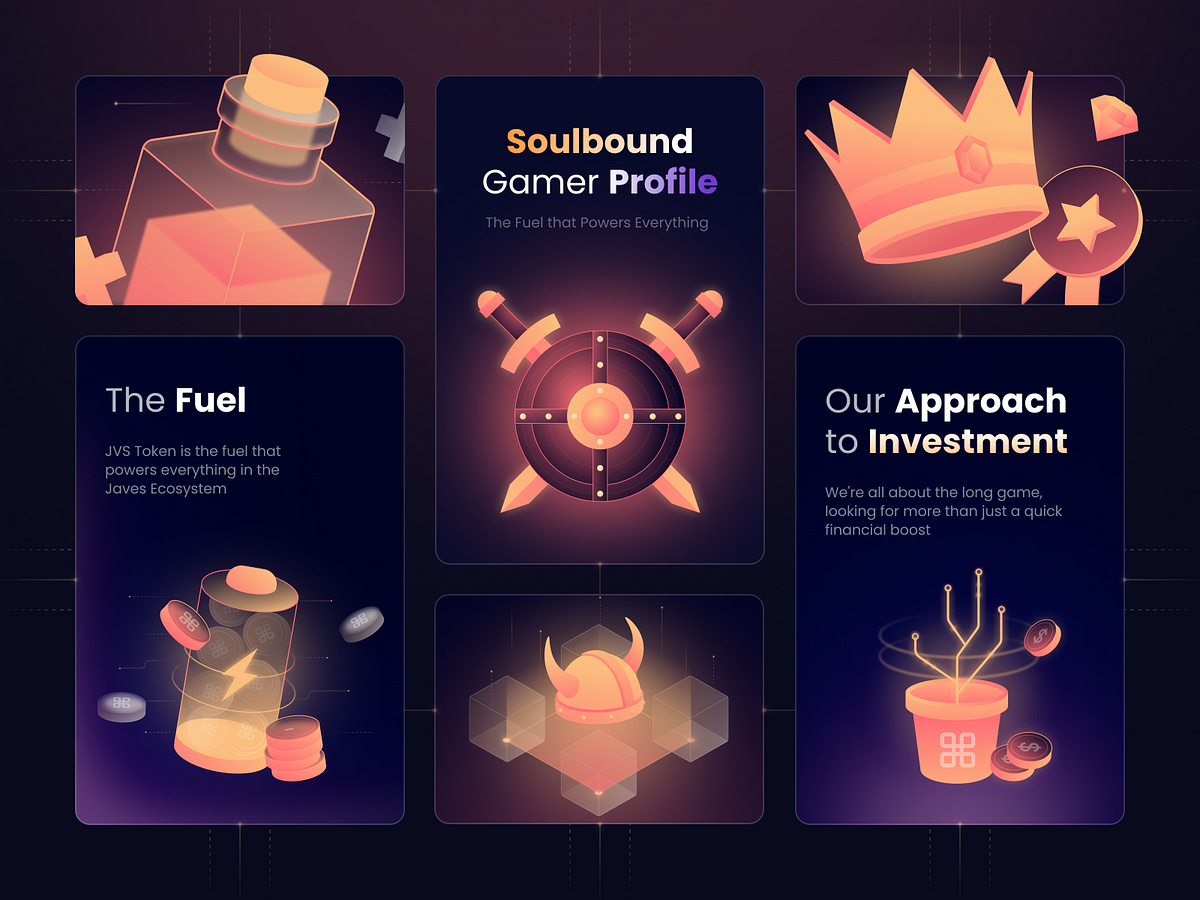 Soulbound
Gamer Profile
The Fuel that Powers Everything
The Fuel
JVS Token is the fuel that
powers everything in the
Javes Ecosystem
Our Approach
to Investment
We're all about the long game,
looking for more than just a quick
financial boost
$
$